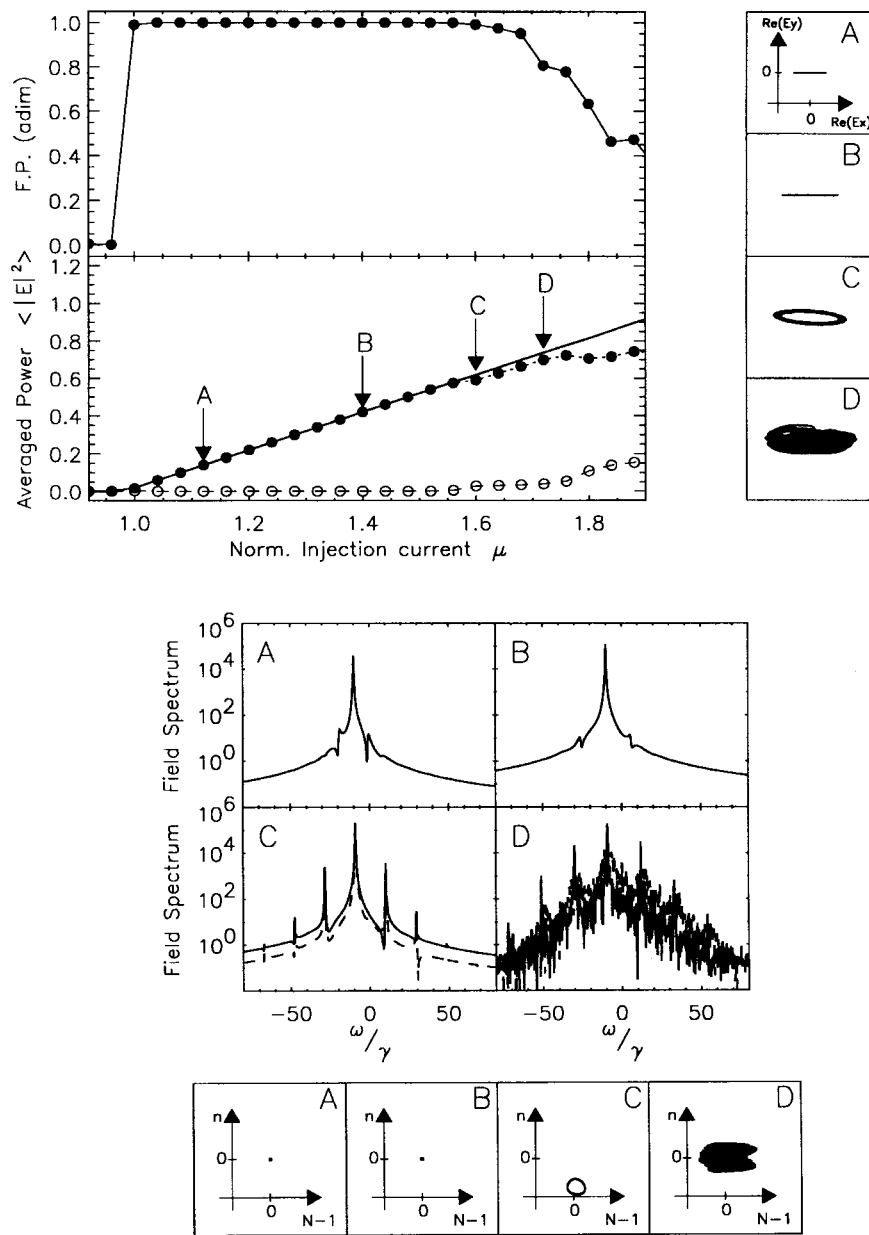 1.0
0.8
0.6
0.4
0.2
0.0
F.P. (adim)
1.2
1.0
0.8
0.6
0.4
0.2
0.0
Averaged Power < |E|² >
A
B
C
D
1.0
1.2
1.4
1.6
1.8
Norm. Injection current μ
Re(Ey)
A
0
0
Re(Ex)
B
C
D
10⁶
10⁴
10²
10⁰
Field Spectrum
A
B
10⁶
10⁴
10²
10⁰
Field Spectrum
C
D
−50
0
50
ω/γ
−50
0
50
ω/γ
A
n
0
0
N−1
B
n
0
0
N−1
C
n
0
0
N−1
D
n
0
0
N−1